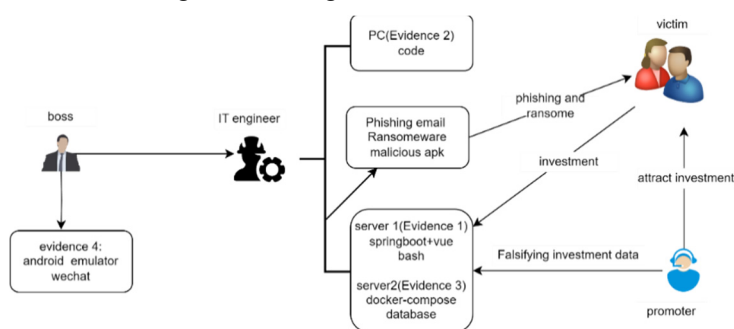 victim
PC(Evidence 2)
code
boss
IT engineer
phishing and
ransome
Phishing email
Ransomeware
malicious apk
investment
attract investment
evidence 4:
android emulator
wechat
server 1(Evidence 1)
springboot+vue
bash
Falsifying investment data
server2(Evidence 3)
docker-compose
database
promoter